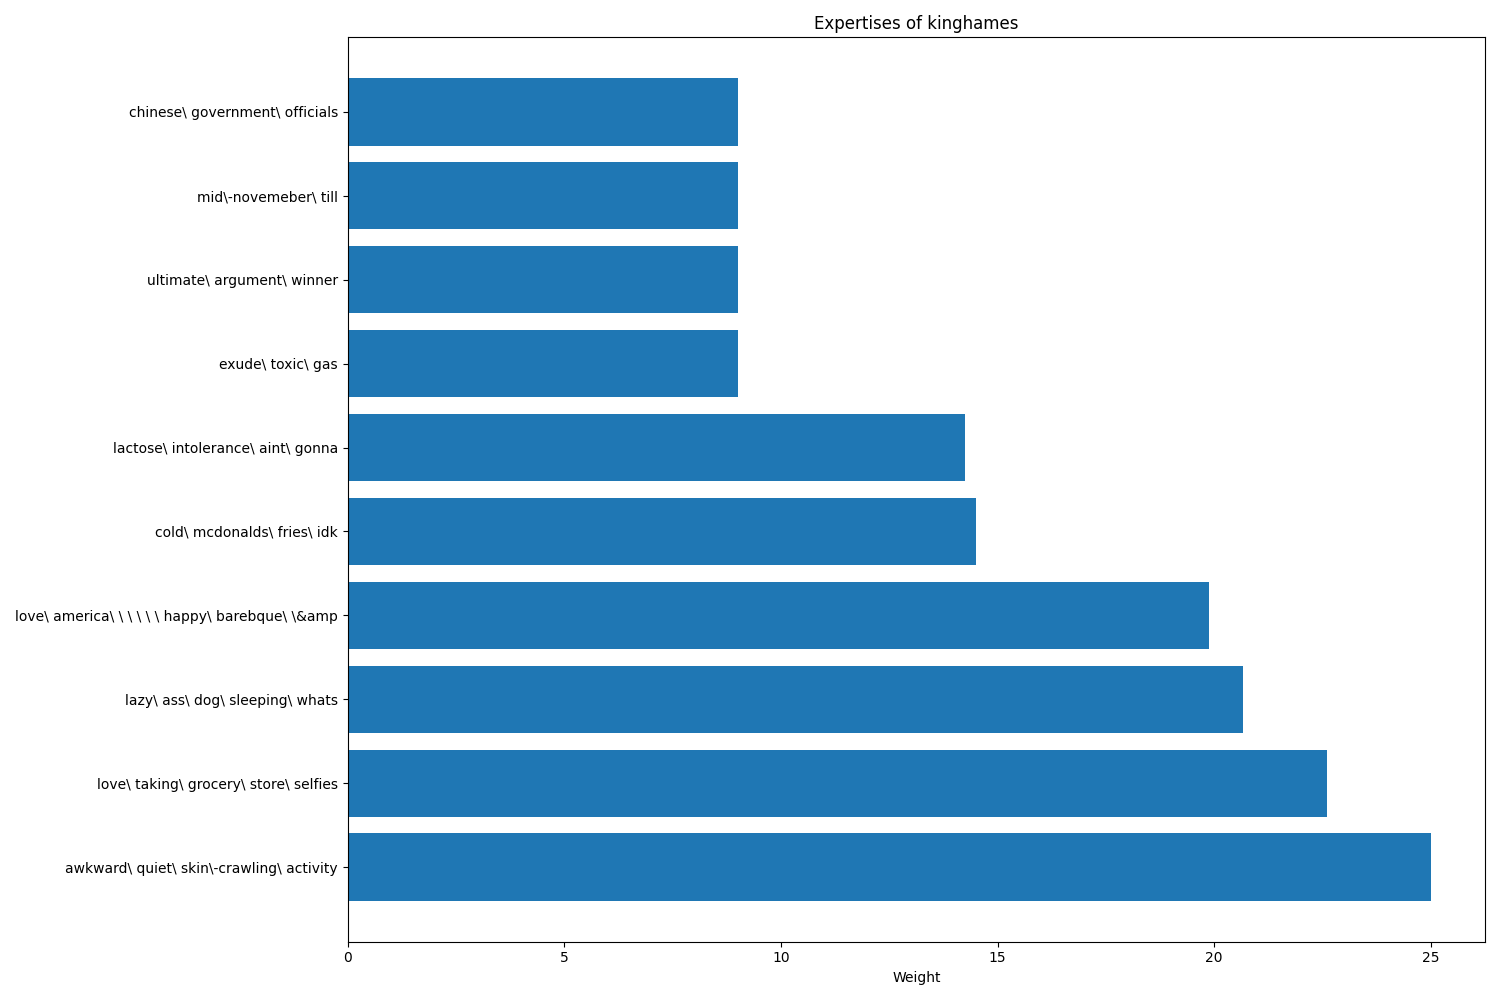 Expertises of kinghames
chinese\ government\ officials
mid\-novemeber\ till
ultimate\ argument\ winner
exude\ toxic\ gas
lactose\ intolerance\ aint\ gonna
cold\ mcdonalds\ fries\ idk
love\ america\ \ \ \ \ \ happy\ barebque\ \&amp
lazy\ ass\ dog\ sleeping\ whats
love\ taking\ grocery\ store\ selfies
awkward\ quiet\ skin\-crawling\ activity
0 5 10 15 20 25
Weight